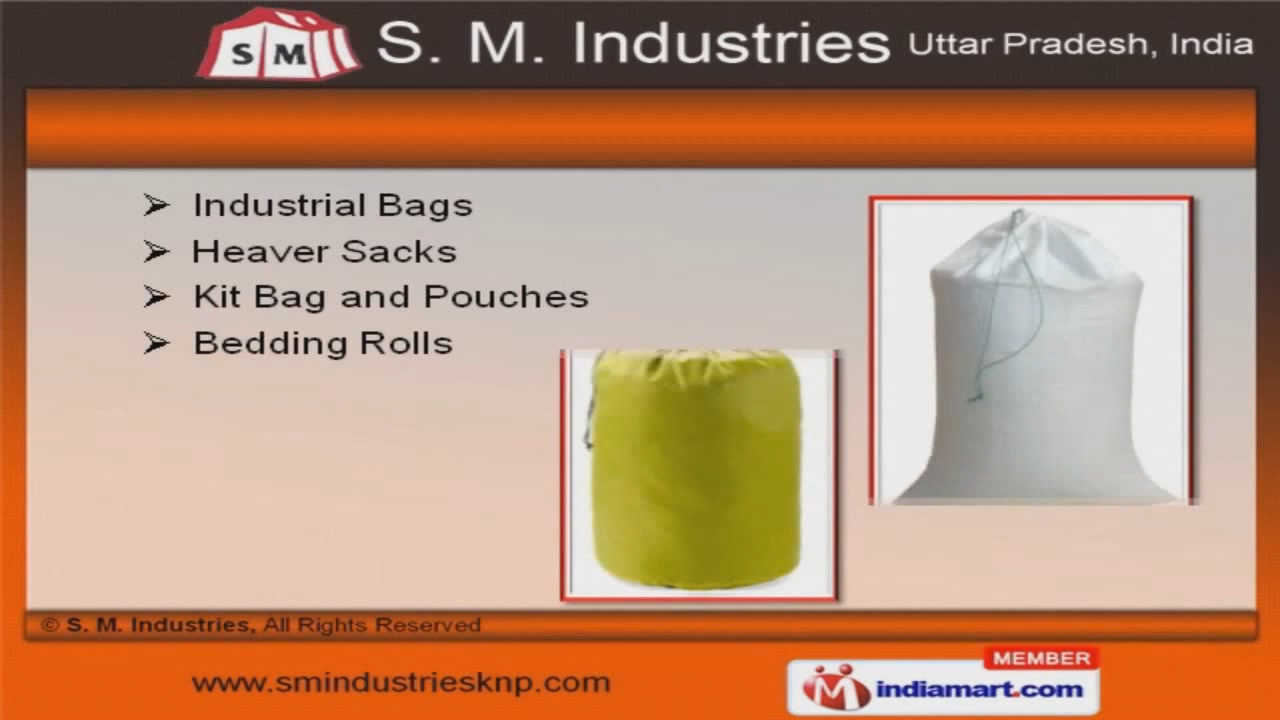 SM S. M. Industries Uttar Pradesh, India
Industrial Bags
Heaver Sacks
Kit Bag and Pouches
Bedding Rolls
© S. M. Industries, All Rights Reserved
www.smindustriesknp.com
MEMBER
indiamart.com